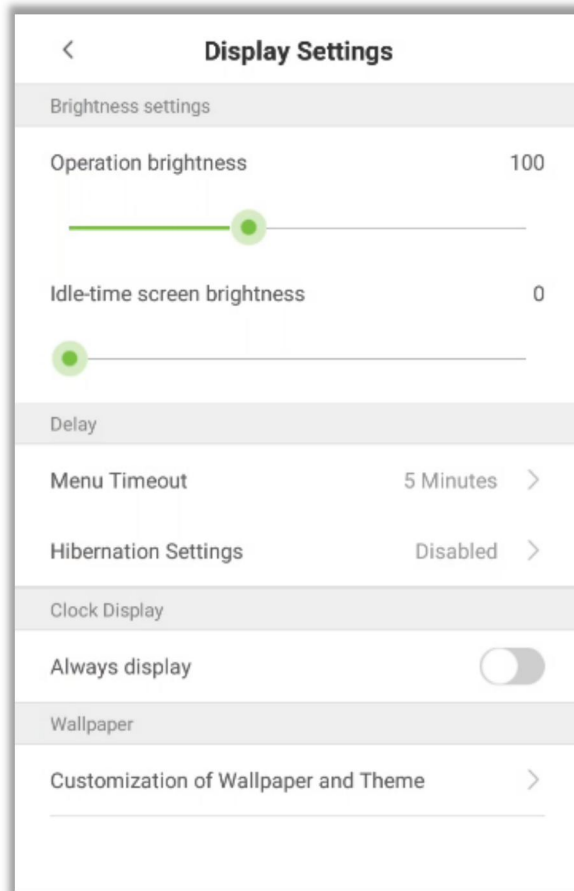 Display Settings
Brightness settings
Operation brightness 100
Idle-time screen brightness 0
Delay
Menu Timeout 5 Minutes
Hibernation Settings Disabled
Clock Display
Always display
Wallpaper
Customization of Wallpaper and Theme